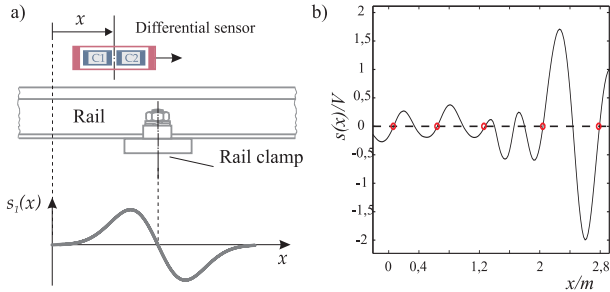 a)
x
Differential sensor
C1 C2
Rail
Rail clamp
s₁(x)
x
b)
s(x)/V
2
1,5
1
0,5
0
-0,5
-1
-1,5
-2
0 0,4 1,2 2 2,8
x/m